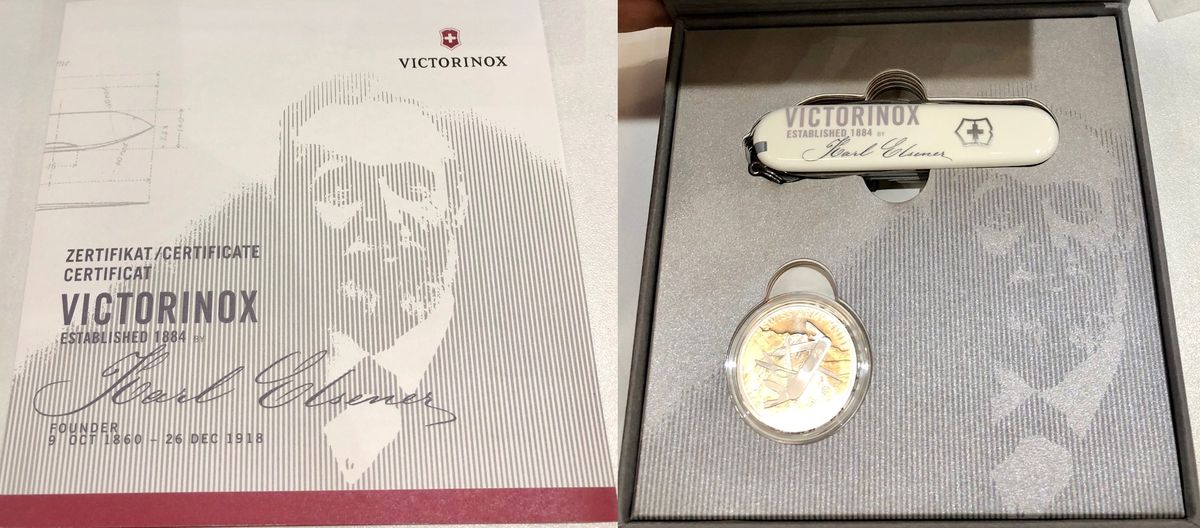 VICTORINOX
ZERTIFIKAT/CERTIFICATE
CERTIFICAT
VICTORINOX
ESTABLISHED 1884 BY
Karl Elsener
FOUNDER
9 OCT 1860 – 26 DEC 1918
VICTORINOX
ESTABLISHED 1884 BY
Karl Elsener